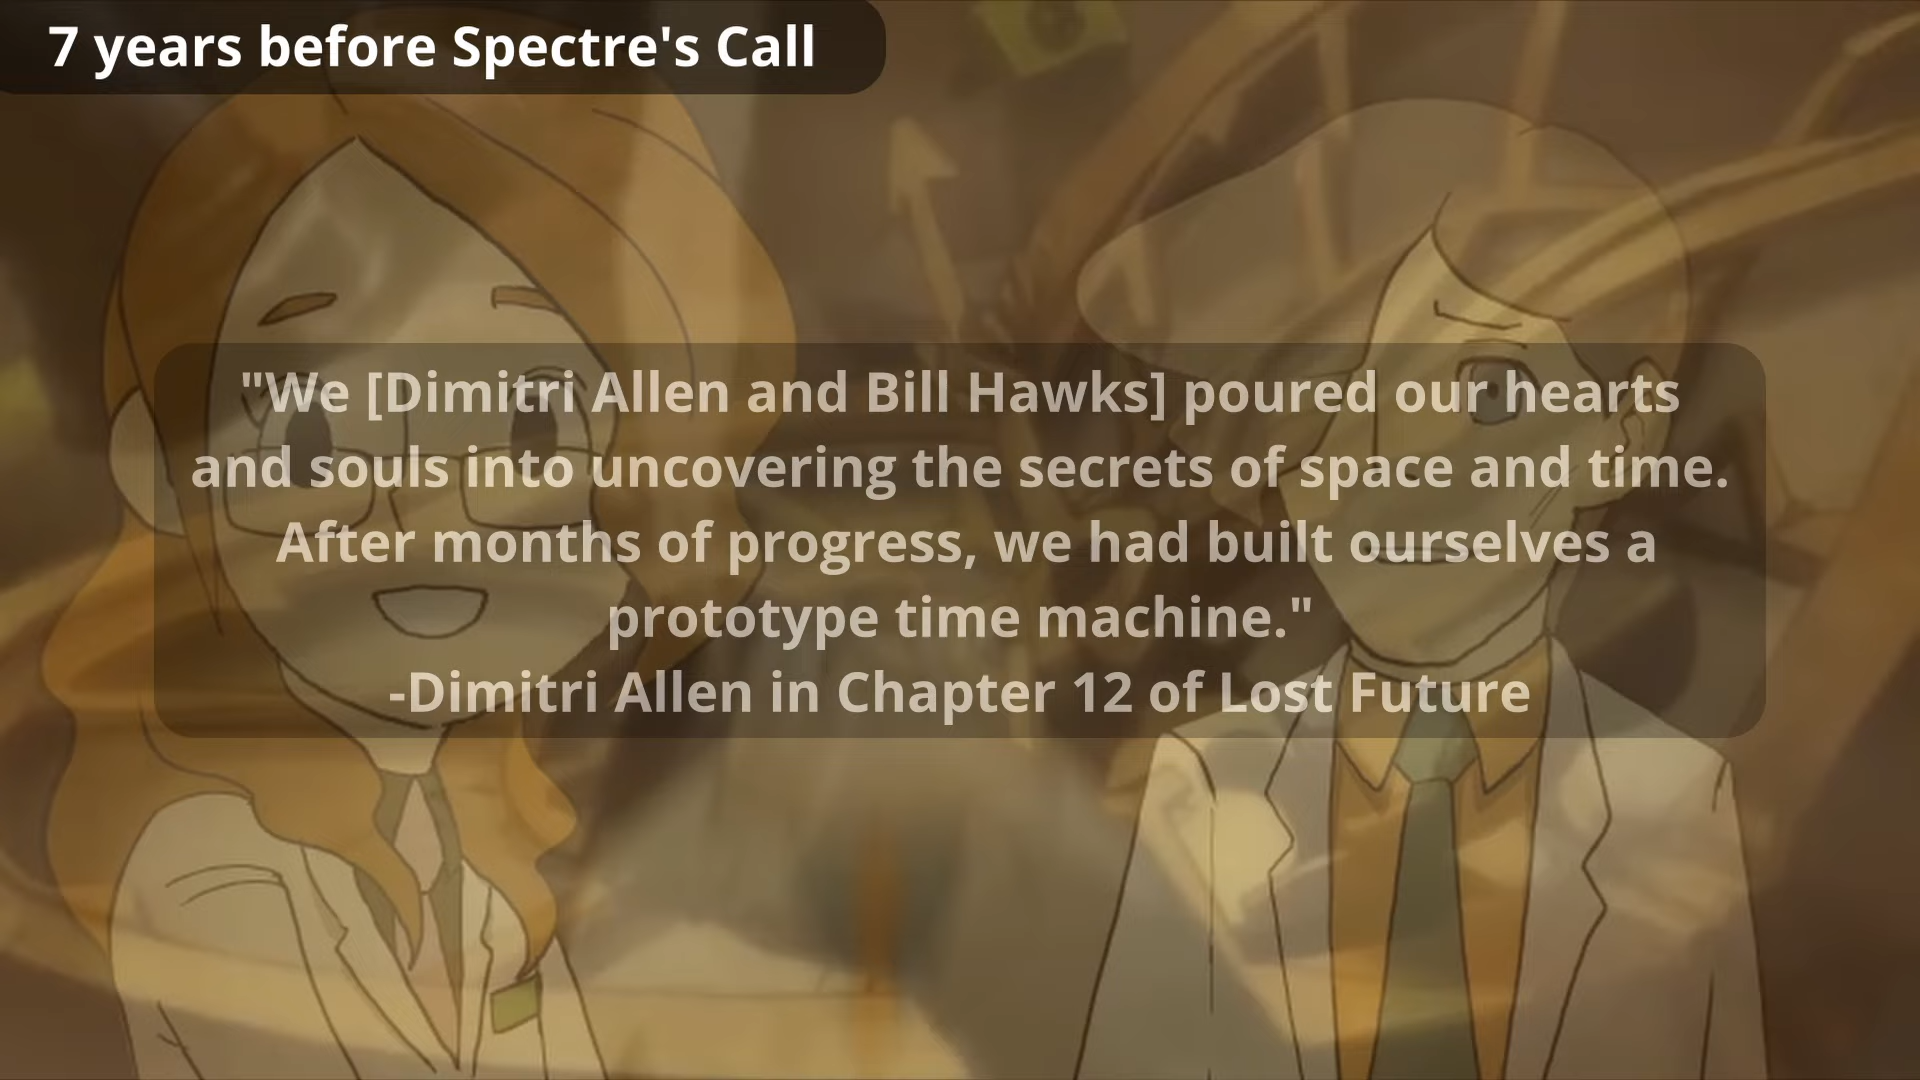 7 years before Spectre's Call
"We [Dimitri Allen and Bill Hawks] poured our hearts
and souls into uncovering the secrets of space and time.
After months of progress, we had built ourselves a
prototype time machine."
-Dimitri Allen in Chapter 12 of Lost Future